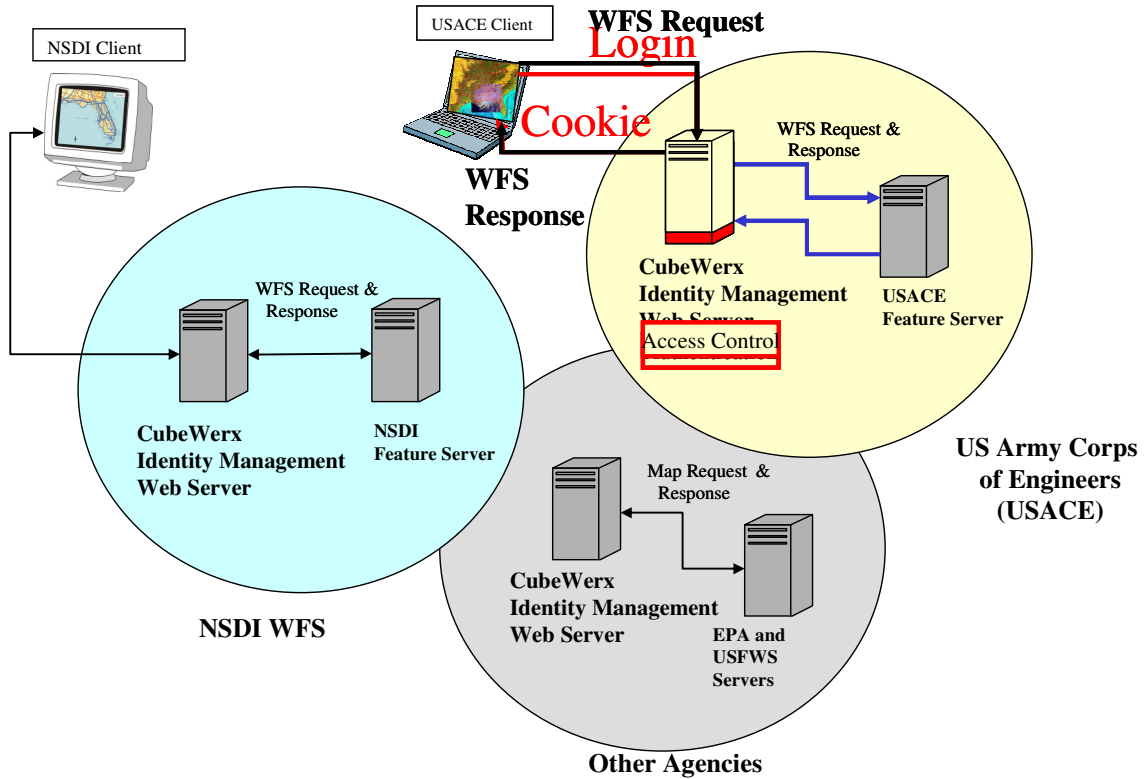 NSDI Client
USACE Client
WFS Request
Login
Cookie
WFS
Response
WFS Request &
Response
CubeWerx
Identity Management
Web Server
Access Control
USACE
Feature Server
US Army Corps
of Engineers
(USACE)
WFS Request &
Response
CubeWerx
Identity Management
Web Server
NSDI
Feature Server
NSDI WFS
Map Request &
Response
CubeWerx
Identity Management
Web Server
EPA and
USFWS
Servers
Other Agencies